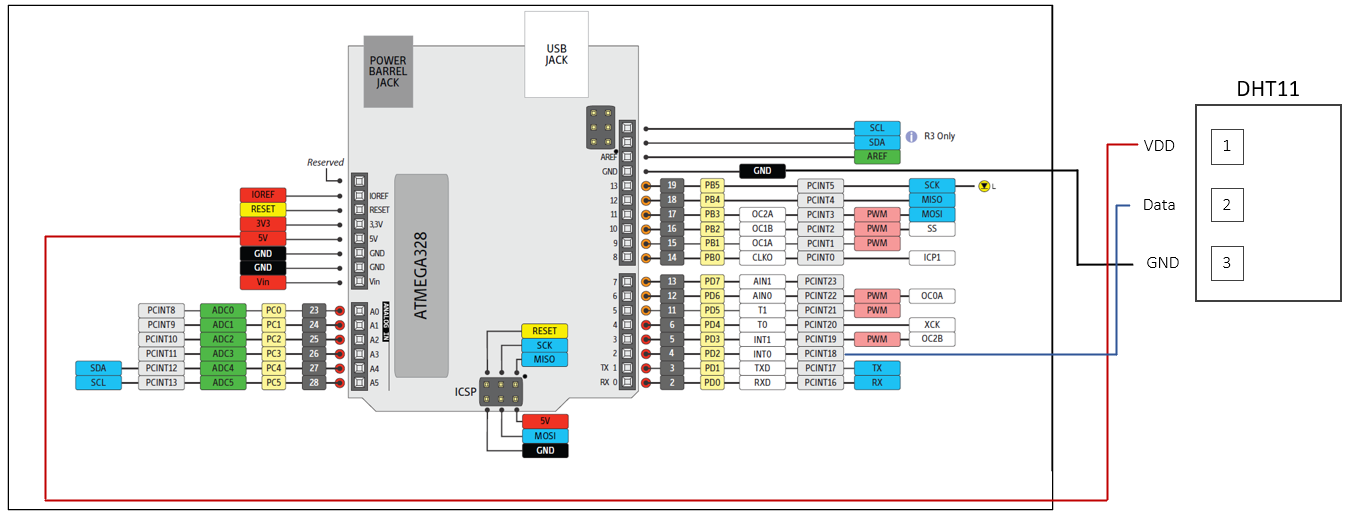 DHT11
VDD 1
Data 2
GND 3
POWER
BARREL
JACK
USB
JACK
SCL
SDA R3 Only
AREF AREF
GND GND
13 19 PB5 PCINT5 SCK L
12 18 PB4 PCINT4 MISO
11 17 PB3 OC2A PCINT3 PWM MOSI
10 16 PB2 OC1B PCINT2 PWM SS
9 15 PB1 OC1A PCINT1 PWM
8 14 PB0 CLKO PCINT0 ICP1
7 13 PD7 AIN1 PCINT23
6 12 PD6 AIN0 PCINT22 PWM OC0A
5 11 PD5 T1 PCINT21 PWM
4 6 PD4 T0 PCINT20 XCK
3 5 PD3 INT1 PCINT19 PWM OC2B
2 4 PD2 INT0 PCINT18
TX 1 3 PD1 TXD PCINT17 TX
RX 0 2 PD0 RXD PCINT16 RX
Reserved
IOREF IOREF
RESET RESET
3V3 3,3V
5V 5V
GND GND
GND GND
Vin Vin
PCINT8 ADC0 PC0 23 A0
PCINT9 ADC1 PC1 24 A1
PCINT10 ADC2 PC2 25 A2
PCINT11 ADC3 PC3 26 A3
SDA PCINT12 ADC4 PC4 27 A4
SCL PCINT13 ADC5 PC5 28 A5
ANALOG IN
ATMEGA328
RESET
SCK
MISO
ICSP
5V
MOSI
GND